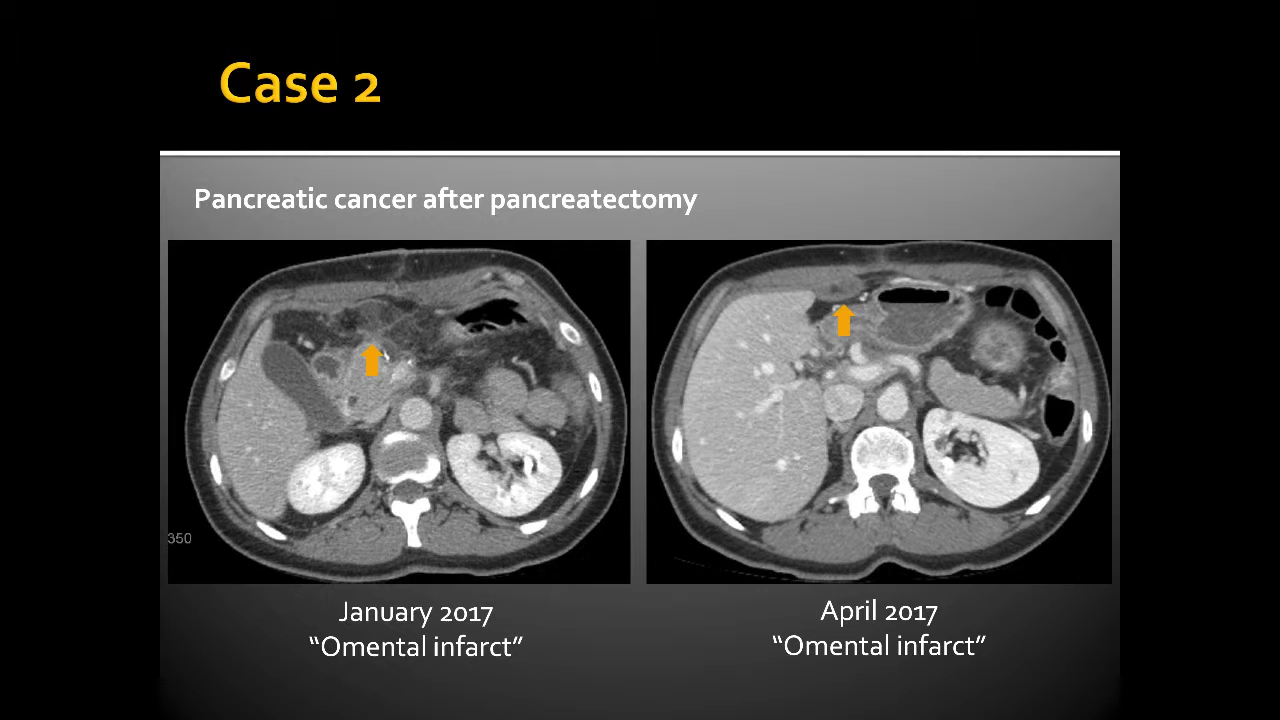 Case 2
Pancreatic cancer after pancreatectomy
350
January 2017
“Omental infarct”
April 2017
“Omental infarct”